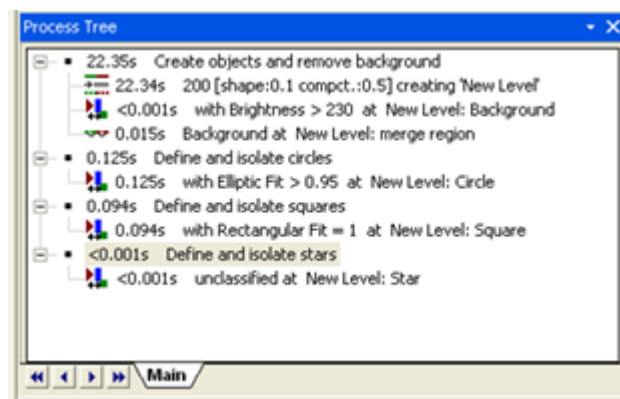 Process Tree
22.35s Create objects and remove background
22.34s 200 [shape:0.1 compct.:0.5] creating 'New Level'
<0.001s with Brightness > 230 at New Level: Background
0.015s Background at New Level: merge region
0.125s Define and isolate circles
0.125s with Elliptic Fit > 0.95 at New Level: Circle
0.094s Define and isolate squares
0.094s with Rectangular Fit = 1 at New Level: Square
<0.001s Define and isolate stars
<0.001s unclassified at New Level: Star
Main